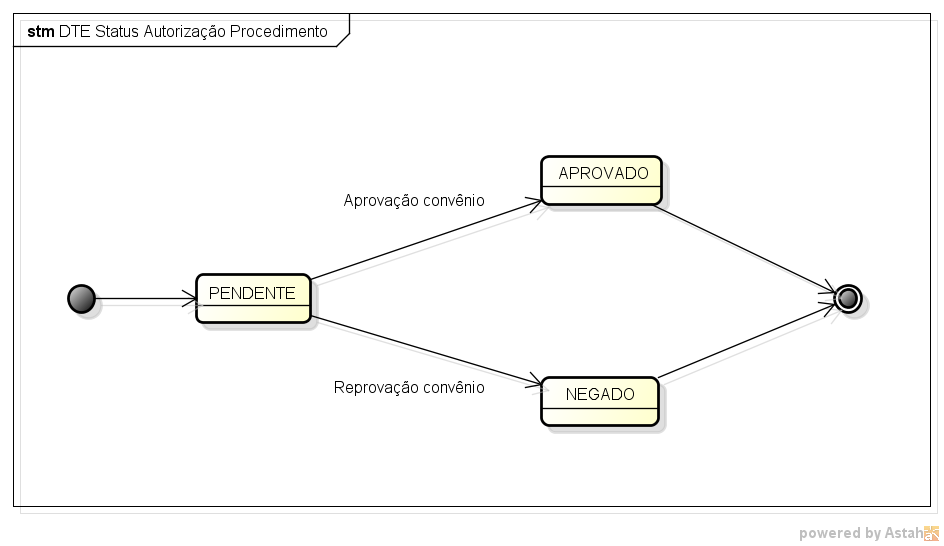 stm DTE Status Autorização Procedimento
APROVADO
Aprovação convênio
PENDENTE
Reprovação convênio
NEGADO
powered by Astah